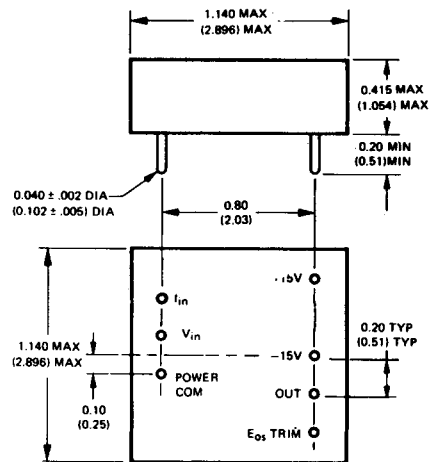 1.140 MAX
(2.896) MAX
0.415 MAX
(1.054) MAX
0.20 MIN
(0.51)MIN
0.040 ± .002 DIA
(0.102 ± .005) DIA
0.80
(2.03)
15V
Iin
Vin
1.140 MAX
(2.896) MAX
-15V
0.20 TYP
(0.51) TYP
POWER
COM
OUT
0.10
(0.25)
Eos TRIM